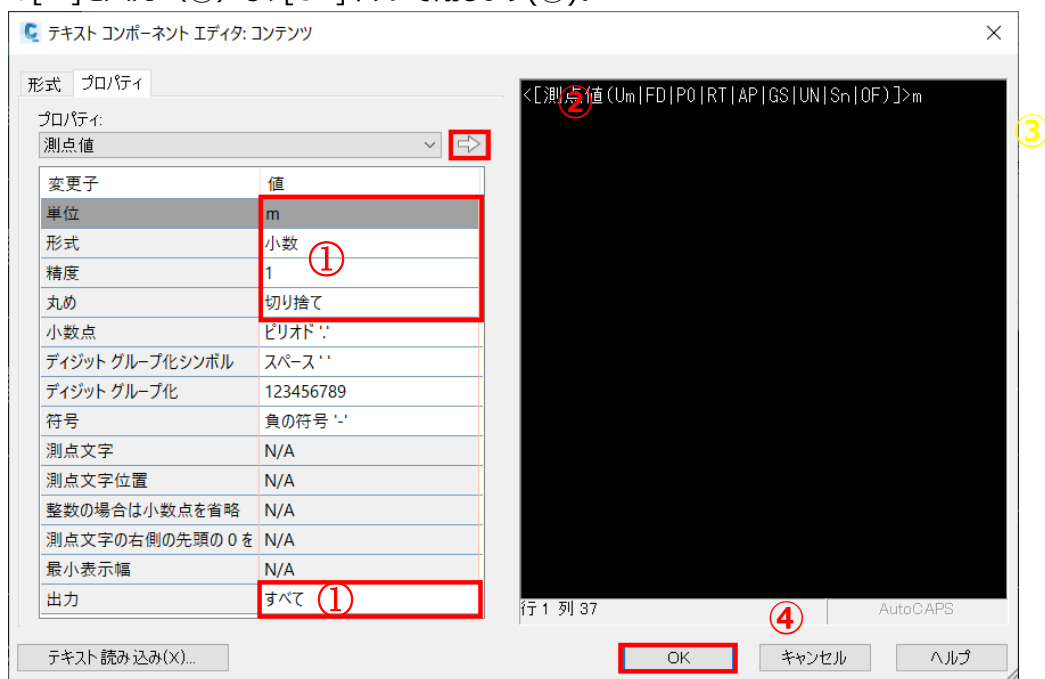 テキスト コンポーネント エディタ: コンテンツ
形式 プロパティ
プロパティ:
測点値
変更子 値
単位 m
形式 小数
①
精度 1
丸め 切り捨て
小数点 ピリオド '.'
ディジット グループ化シンボル スペース ' '
ディジット グループ化 123456789
符号 負の符号 '-'
測点文字 N/A
測点文字位置 N/A
整数の場合は小数点を省略 N/A
測点文字の右側の先頭の 0 を N/A
最小表示幅 N/A
出力 すべて ①
<[測点値(Um|FD|P0|RT|AP|GS|UN|Sn|OF)]>m
②
③
行 1 列 37 AutoCAPS
④
テキスト読み込み(X)... OK キャンセル ヘルプ